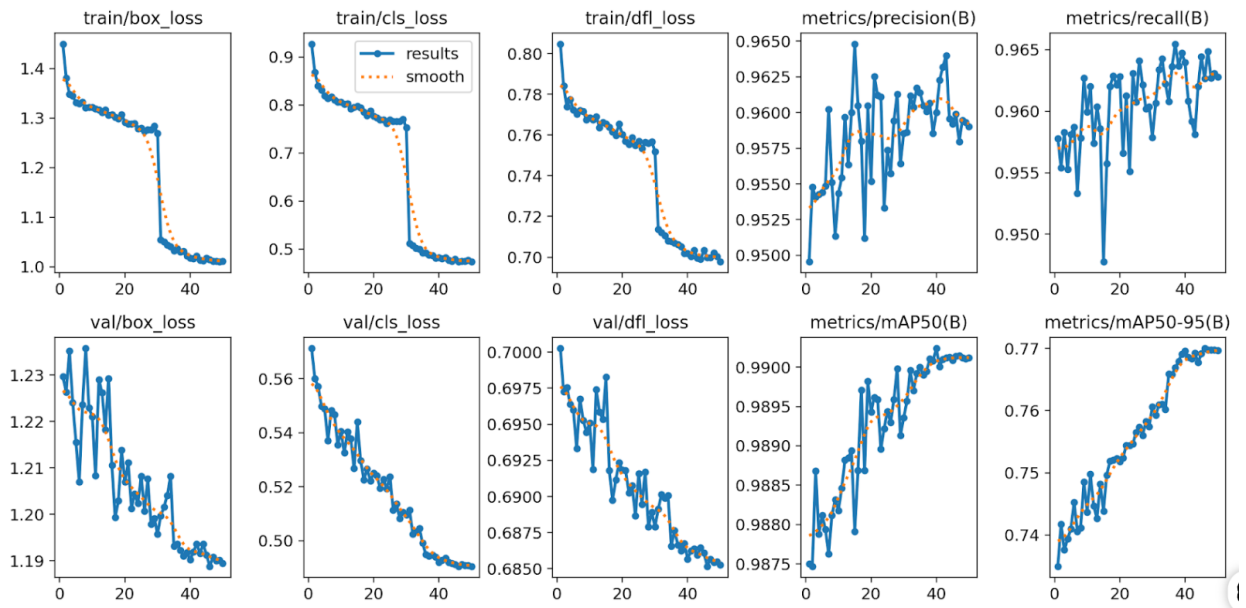 train/box_loss
train/cls_loss
train/dfl_loss
metrics/precision(B)
metrics/recall(B)
1.4
1.3
1.2
1.1
1.0
0 20 40
0.9
0.8
0.7
0.6
0.5
0 20 40
results
smooth
0.80
0.78
0.76
0.74
0.72
0.70
0 20 40
0.9650
0.9625
0.9600
0.9575
0.9550
0.9525
0.9500
0 20 40
0.965
0.960
0.955
0.950
0 20 40
val/box_loss
val/cls_loss
val/dfl_loss
metrics/mAP50(B)
metrics/mAP50-95(B)
1.23
1.22
1.21
1.20
1.19
0 20 40
0.56
0.54
0.52
0.50
0 20 40
0.7000
0.6975
0.6950
0.6925
0.6900
0.6875
0.6850
0 20 40
0.9900
0.9895
0.9890
0.9885
0.9880
0.9875
0 20 40
0.77
0.76
0.75
0.74
0 20 40